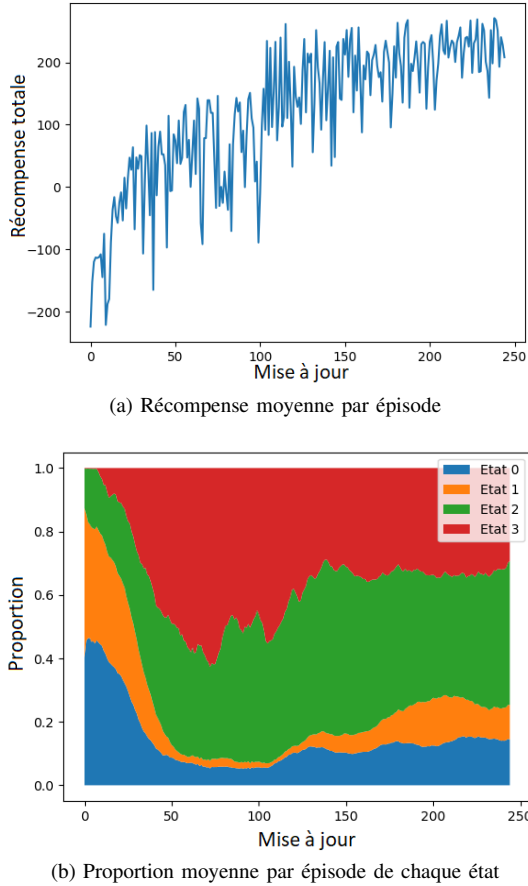 200
100
0
−100
−200
Récompense totale
0
50
100
150
200
250
Mise à jour
(a) Récompense moyenne par épisode
1.0
0.8
0.6
0.4
0.2
0.0
Proportion
Etat 0
Etat 1
Etat 2
Etat 3
0
50
100
150
200
250
Mise à jour
(b) Proportion moyenne par épisode de chaque état